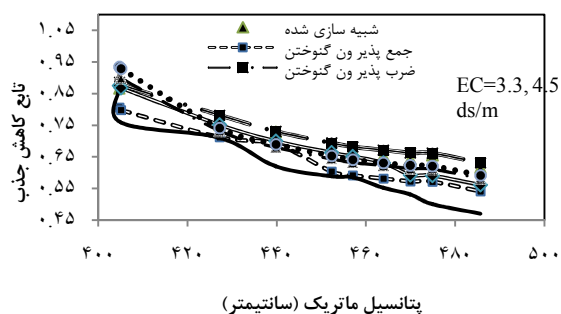 ۱.۰۵
۰.۹۵
۰.۸۵
۰.۷۵
۰.۶۵
۰.۵۵
۰.۴۵
تابع کاهش جذب
شبیه سازی شده
جمع پذیر ون گنوختن
ضرب پذیر ون گنوختن
EC=3.3, 4.5
ds/m
۴۰۰ ۴۲۰ ۴۴۰ ۴۶۰ ۴۸۰ ۵۰۰
پتانسیل ماتریک (سانتیمتر)